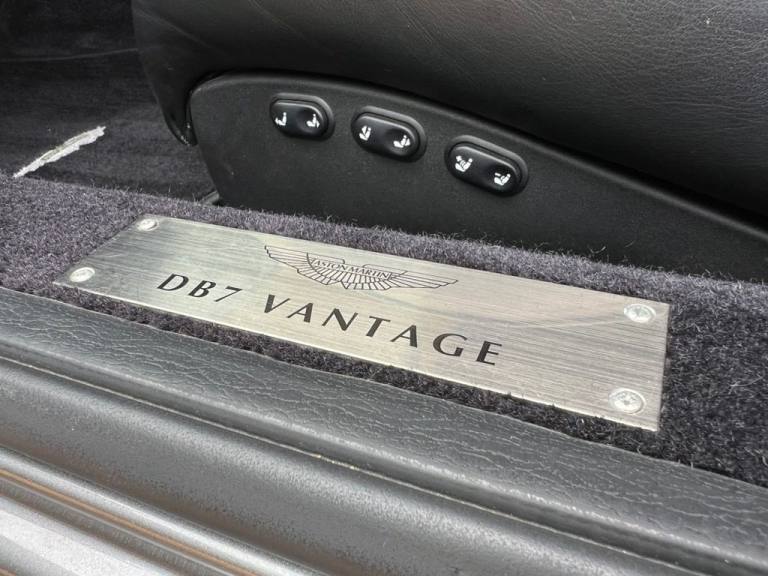 ASTON MARTIN
DB7 VANTAGE